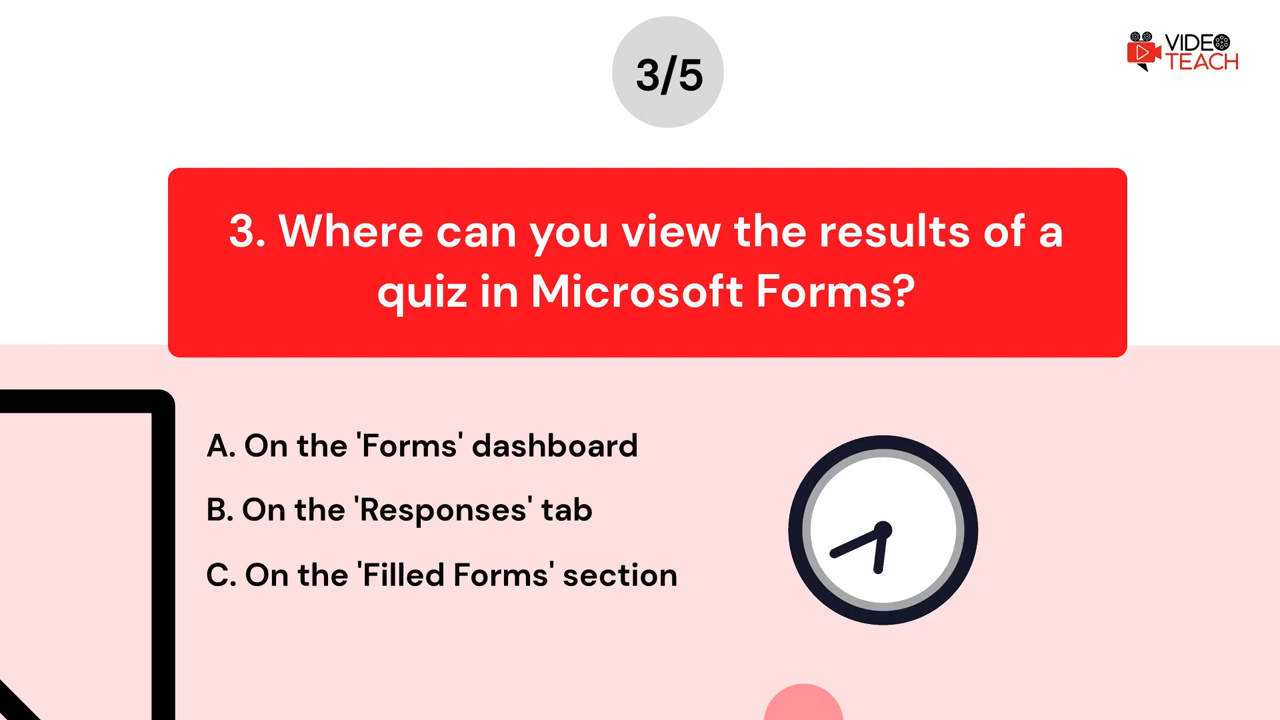 3/5
VIDEO
TEACH
3. Where can you view the results of a
quiz in Microsoft Forms?
A. On the 'Forms' dashboard
B. On the 'Responses' tab
C. On the 'Filled Forms' section